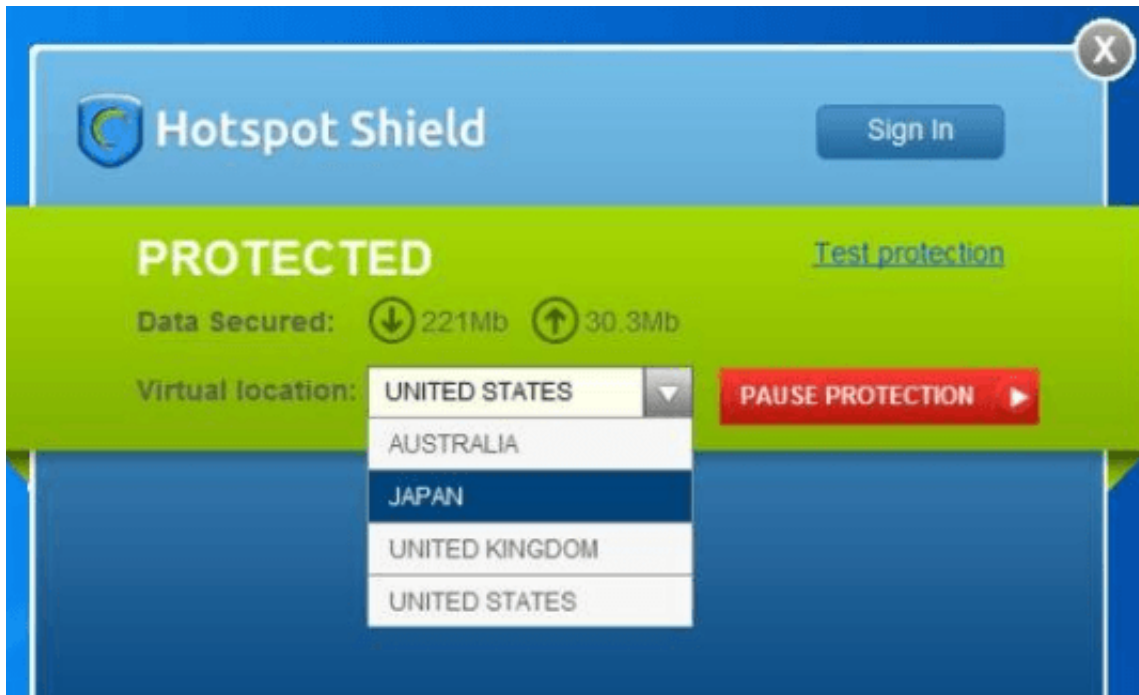 X
Hotspot Shield
Sign In
PROTECTED
Test protection
Data Secured: 221Mb 30.3Mb
Virtual location: UNITED STATES PAUSE PROTECTION
AUSTRALIA
JAPAN
UNITED KINGDOM
UNITED STATES